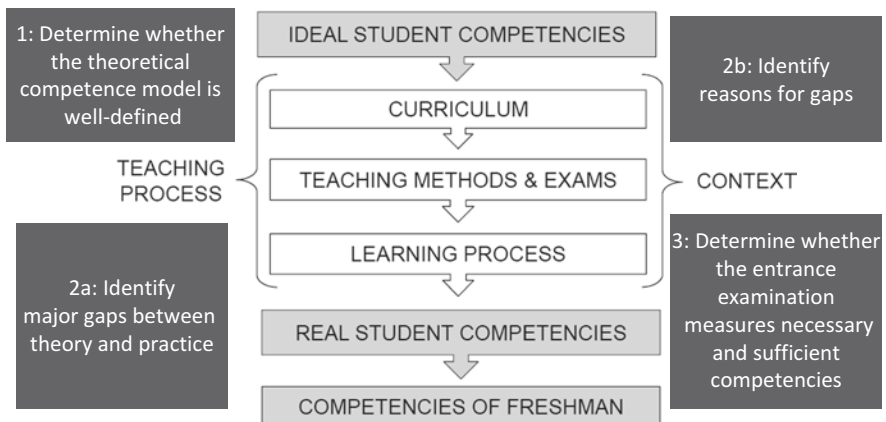 1: Determine whether
the theoretical
competence model is
well-defined
IDEAL STUDENT COMPETENCIES
2b: Identify
reasons for gaps
CURRICULUM
TEACHING
PROCESS
TEACHING METHODS & EXAMS
CONTEXT
LEARNING PROCESS
2a: Identify
major gaps between
theory and practice
3: Determine whether
the entrance
examination
measures necessary
and sufficient
competencies
REAL STUDENT COMPETENCIES
COMPETENCIES OF FRESHMAN